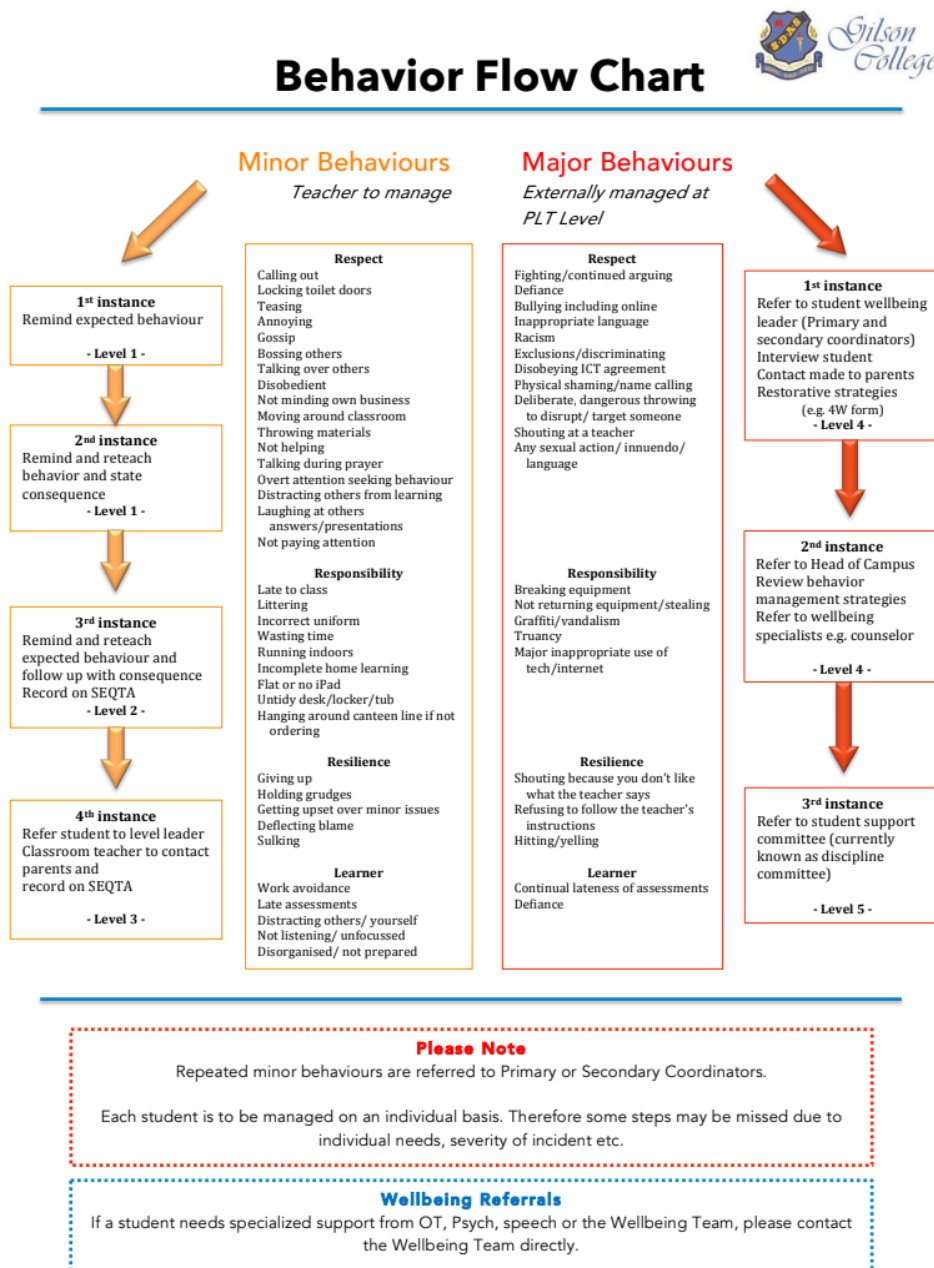 Gilson
College
Behavior Flow Chart
Minor Behaviours
Teacher to manage
Major Behaviours
Externally managed at
PLT Level
1st instance
Remind expected behaviour
- Level 1 -
2nd instance
Remind and reteach
behavior and state
consequence
- Level 1 -
3rd instance
Remind and reteach
expected behaviour and
follow up with consequence
Record on SEQTA
- Level 2 -
4th instance
Refer student to level leader
Classroom teacher to contact
parents and
record on SEQTA
- Level 3 -
Respect
Calling out
Locking toilet doors
Teasing
Annoying
Gossip
Bossing others
Talking over others
Disobedient
Not minding own business
Moving around classroom
Throwing materials
Not helping
Talking during prayer
Overt attention seeking behaviour
Distracting others from learning
Laughing at others
answers/presentations
Not paying attention
Responsibility
Late to class
Littering
Incorrect uniform
Wasting time
Running indoors
Incomplete home learning
Flat or no iPad
Untidy desk/locker/tub
Hanging around canteen line if not
ordering
Resilience
Giving up
Holding grudges
Getting upset over minor issues
Deflecting blame
Sulking
Learner
Work avoidance
Late assessments
Distracting others/ yourself
Not listening/ unfocussed
Disorganised/ not prepared
Respect
Fighting/continued arguing
Defiance
Bullying including online
Inappropriate language
Racism
Exclusions/discriminating
Disobeying ICT agreement
Physical shaming/name calling
Deliberate, dangerous throwing
to disrupt/ target someone
Shouting at a teacher
Any sexual action/ innuendo/
language
Responsibility
Breaking equipment
Not returning equipment/stealing
Graffiti/vandalism
Truancy
Major inappropriate use of
tech/internet
Resilience
Shouting because you don't like
what the teacher says
Refusing to follow the teacher's
instructions
Hitting/yelling
Learner
Continual lateness of assessments
Defiance
1st instance
Refer to student wellbeing
leader (Primary and
secondary coordinators)
Interview student
Contact made to parents
Restorative strategies
(e.g. 4W form)
- Level 4 -
2nd instance
Refer to Head of Campus
Review behavior
management strategies
Refer to wellbeing
specialists e.g. counselor
- Level 4 -
3rd instance
Refer to student support
committee (currently
known as discipline
committee)
- Level 5 -
Please Note
Repeated minor behaviours are referred to Primary or Secondary Coordinators.
Each student is to be managed on an individual basis. Therefore some steps may be missed due to
individual needs, severity of incident etc.
Wellbeing Referrals
If a student needs specialized support from OT, Psych, speech or the Wellbeing Team, please contact
the Wellbeing Team directly.